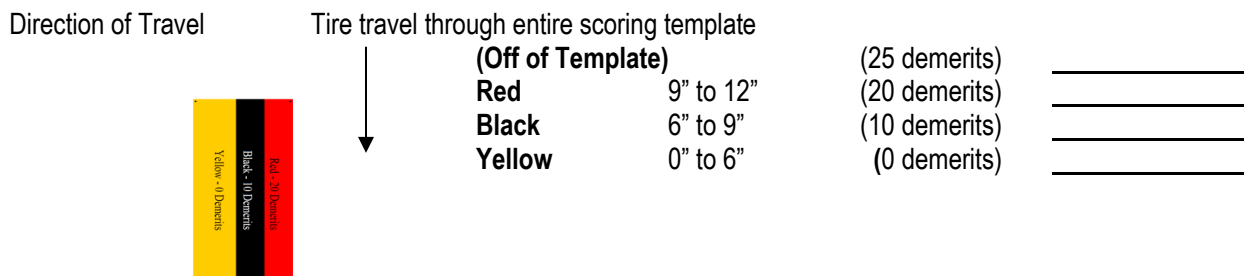 Direction of Travel Tire travel through entire scoring template
(Off of Template) (25 demerits)
Red 9” to 12” (20 demerits)
Black 6” to 9” (10 demerits)
Yellow 0” to 6” (0 demerits)
Yellow - 0 Demerits
Black - 10 Demerits
Red - 20 Demerits